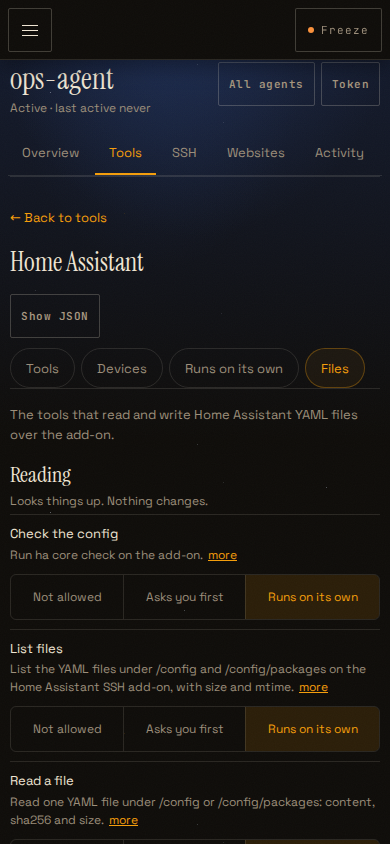 Freeze
ops-agent
All agents
Token
Active · last active never
Overview
Tools
SSH
Websites
Activity
← Back to tools
Home Assistant
Show JSON
Tools
Devices
Runs on its own
Files
The tools that read and write Home Assistant YAML files
over the add-on.
Reading
Looks things up. Nothing changes.
Check the config
Run ha core check on the add-on. more
Not allowed
Asks you first
Runs on its own
List files
List the YAML files under /config and /config/packages on the
Home Assistant SSH add-on, with size and mtime. more
Not allowed
Asks you first
Runs on its own
Read a file
Read one YAML file under /config or /config/packages: content,
sha256 and size. more